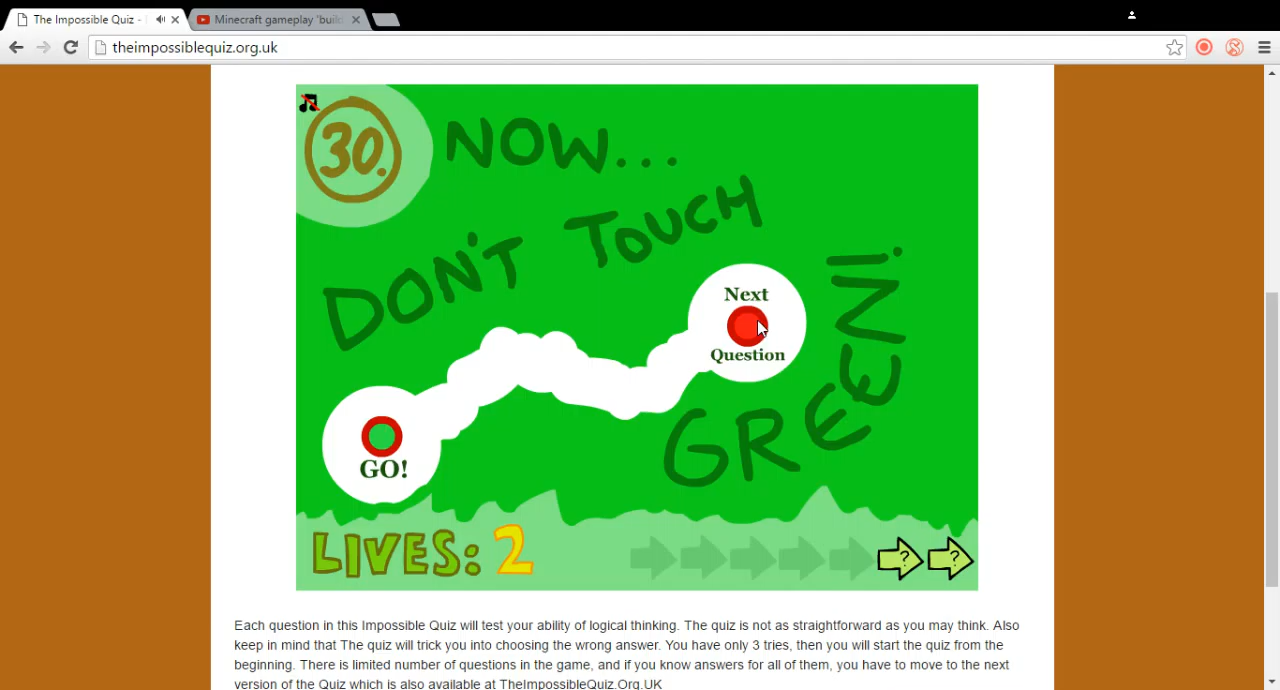 The Impossible Quiz -
Minecraft gameplay 'buil
theimpossiblequiz.org.uk
30.
NOW...
DON'T TOUCH
GREEN!
Next
Question
GO!
LIVES: 2
? ?
Each question in this Impossible Quiz will test your ability of logical thinking. The quiz is not as straightforward as you may think. Also
keep in mind that The quiz will trick you into choosing the wrong answer. You have only 3 tries, then you will start the quiz from the
beginning. There is limited number of questions in the game, and if you know answers for all of them, you have to move to the next
version of the Quiz which is also available at TheImpossibleQuiz.Org.UK